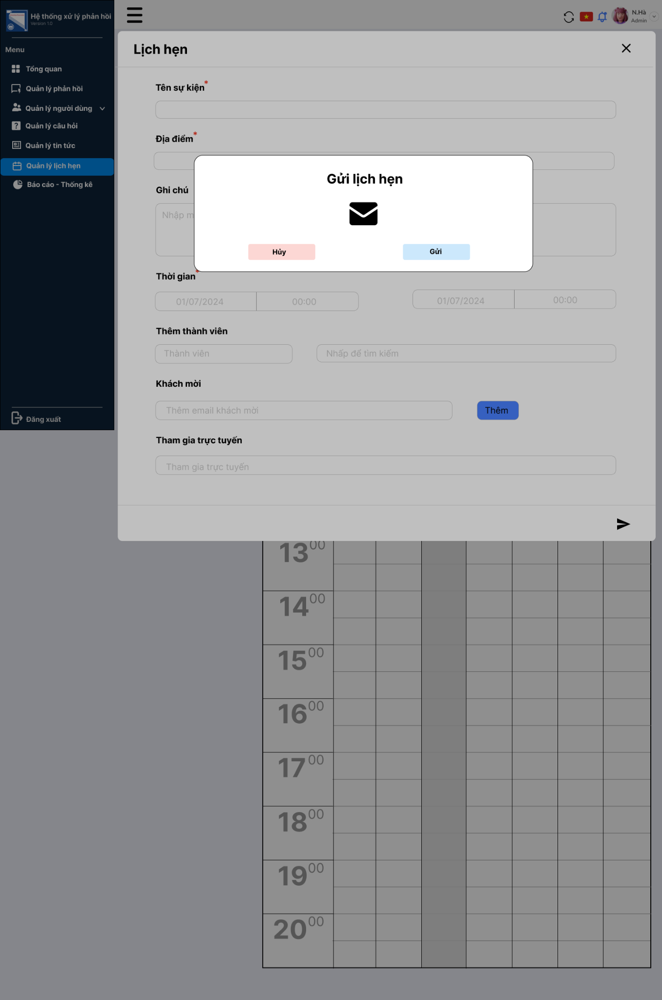 Hệ thống xử lý phản hồi
Version 1.0
N.Hà
Admin
Menu
Tổng quan
Quản lý phản hồi
Quản lý người dùng
Quản lý câu hỏi
Quản lý tin tức
Quản lý lịch hẹn
Báo cáo - Thống kê
Đăng xuất
Lịch hẹn
Tên sự kiện*
Địa điểm*
Ghi chú
Nhập m
Gửi lịch hẹn
Hủy
Gửi
Thời gian*
01/07/2024 00:00 01/07/2024 00:00
Thêm thành viên
Thành viên Nhấp để tìm kiếm
Khách mời
Thêm email khách mời Thêm
Tham gia trực tuyến
Tham gia trực tuyến
13 00
14 00
15 00
16 00
17 00
18 00
19 00
20 00